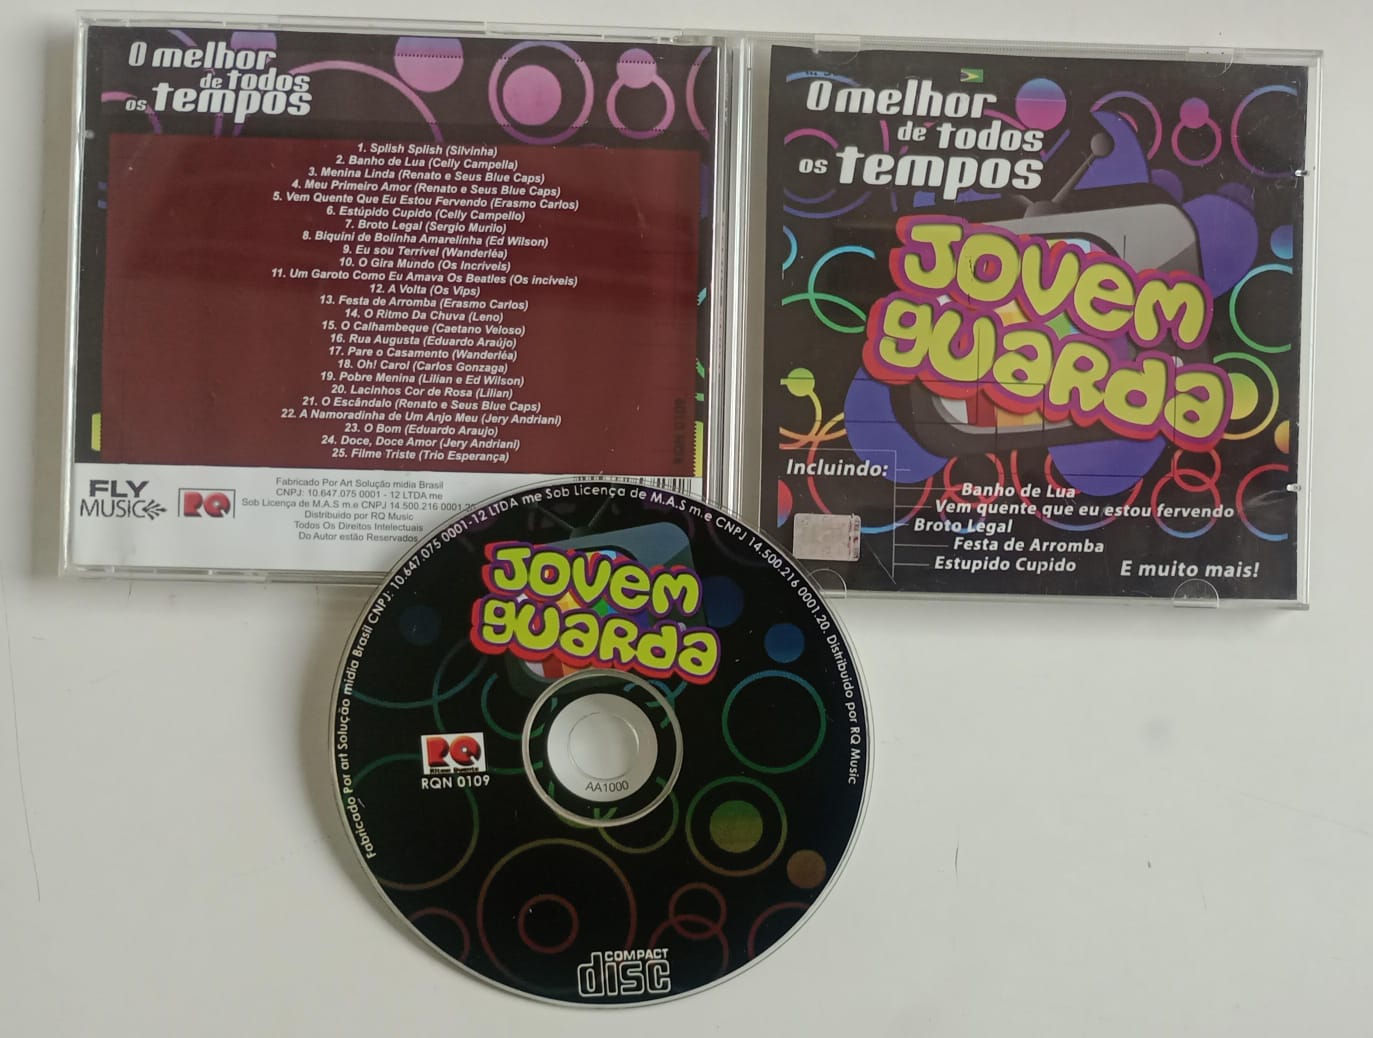 O melhor
de todos
os tempos
1. Splish Splish (Silvinha)
2. Banho de Lua (Celly Campella)
3. Menina Linda (Renato e Seus Blue Caps)
4. Meu Primeiro Amor (Renato e Seus Blue Caps)
5. Vem Quente Que Eu Estou Fervendo (Erasmo Carlos)
6. Estúpido Cupido (Celly Campello)
7. Broto Legal (Sergio Murilo)
8. Biquini de Bolinha Amarelinha (Ed Wilson)
9. Eu sou Terrível (Wanderléa)
10. O Gira Mundo (Os Incríveis)
11. Um Garoto Como Eu Amava Os Beatles (Os incíveis)
12. A Volta (Os Vips)
13. Festa de Arromba (Erasmo Carlos)
14. O Ritmo Da Chuva (Leno)
15. O Calhambeque (Caetano Veloso)
16. Rua Augusta (Eduardo Araújo)
17. Pare o Casamento (Wanderléa)
18. Oh! Carol (Carlos Gonzaga)
19. Pobre Menina (Lilian e Ed Wilson)
20. Lacinhos Cor de Rosa (Lilian)
21. O Escândalo (Renato e Seus Blue Caps)
22. A Namoradinha de Um Anjo Meu (Jery Andriani)
23. O Bom (Eduardo Araujo)
24. Doce, Doce Amor (Jery Andriani)
25. Filme Triste (Trio Esperança)
RQN 0109
FLY
MUSIC
RQ
Fabricado Por Art Solução midia Brasil
CNPJ: 10.647.075 0001 - 12 LTDA me
Sob Licença de M.A.S m.e CNPJ 14.500.216 0001.2
Distribuido por RQ Music
Todos Os Direitos Intelectuais
Do Autor estão Reservados
O melhor
de todos
os tempos
Jovem
guarda
Incluindo:
Banho de Lua
Vem quente que eu estou fervendo
Broto Legal
Festa de Arromba
Estupido Cupido
E muito mais!
Fabricado Por art Solução midia Brasil CNPJ: 10.647.075 0001-12 LTDA me Sob Licença de M.A.S m.e CNPJ 14.500.216 0001.20. Distribuido por RQ Music
Jovem
guarda
RQ
RQN 0109
AA1000
COMPACT
disc